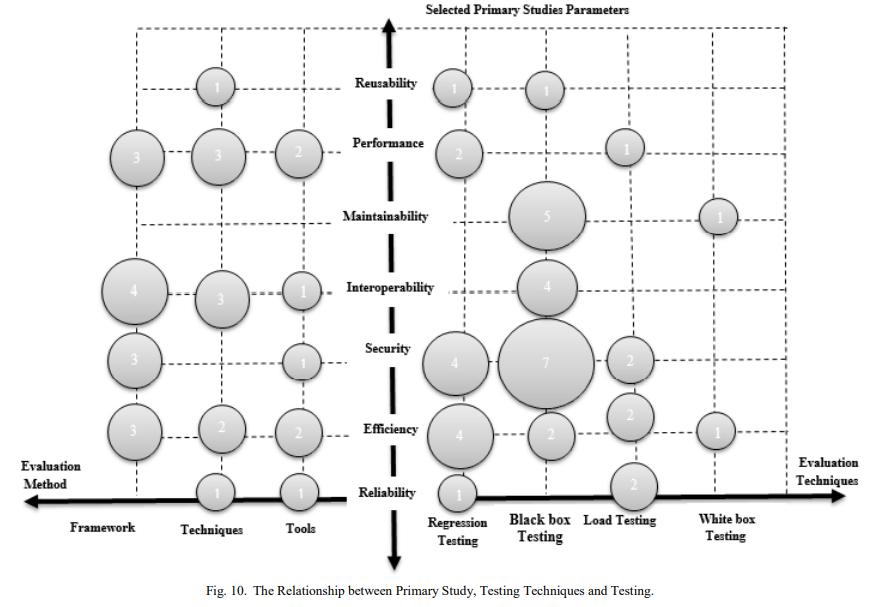 Selected Primary Studies Parameters
Reusability
1
1
1
Performance
3
3
2
2
1
Maintainability
5
1
Interoperability
4
3
1
4
Security
3
1
4
7
2
Efficiency
3
2
2
4
2
2
1
Evaluation
Method
Evaluation
Techniques
Reliability
1
1
1
2
Framework
Techniques
Tools
Regression
Testing
Black box
Testing
Load Testing
White box
Testing
Fig. 10. The Relationship between Primary Study, Testing Techniques and Testing.